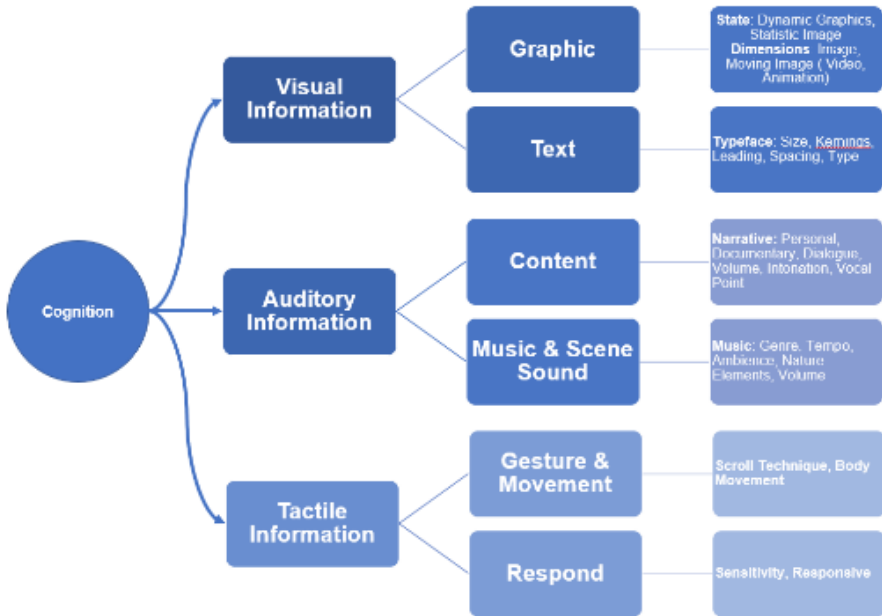 Cognition
Visual
Information
Graphic
State: Dynamic Graphics,
Statistic Image
Dimensions: Image,
Moving Image ( Video,
Animation)
Text
Typeface: Size, Kernings,
Leading, Spacing, Type
Auditory
Information
Content
Narrative: Personal,
Documentary, Dialogue,
Volume, Intonation, Vocal
Point
Music & Scene
Sound
Music: Genre, Tempo,
Ambience, Nature
Elements, Volume
Tactile
Information
Gesture &
Movement
Scroll Technique, Body
Movement
Respond
Sensitivity, Responsive